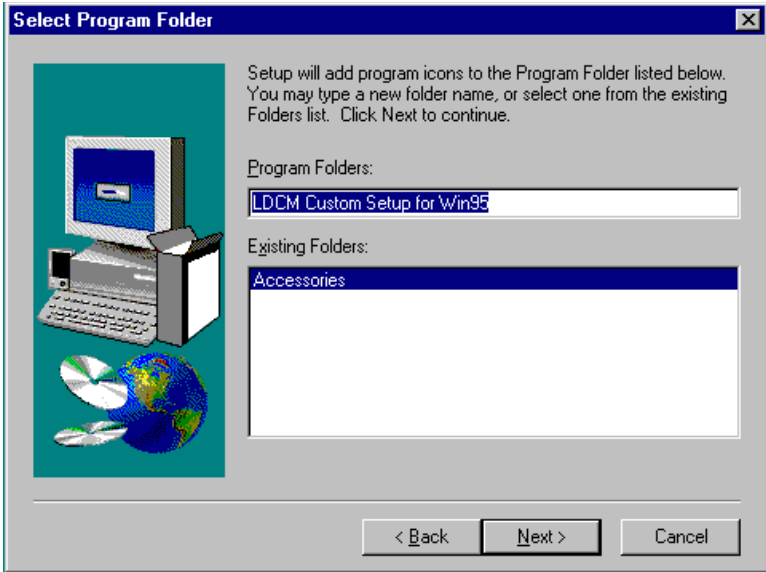 Select Program Folder
Setup will add program icons to the Program Folder listed below.
You may type a new folder name, or select one from the existing
Folders list.  Click Next to continue.
Program Folders:
LDCM Custom Setup for Win95
Existing Folders:
Accessories
< Back
Next >
Cancel